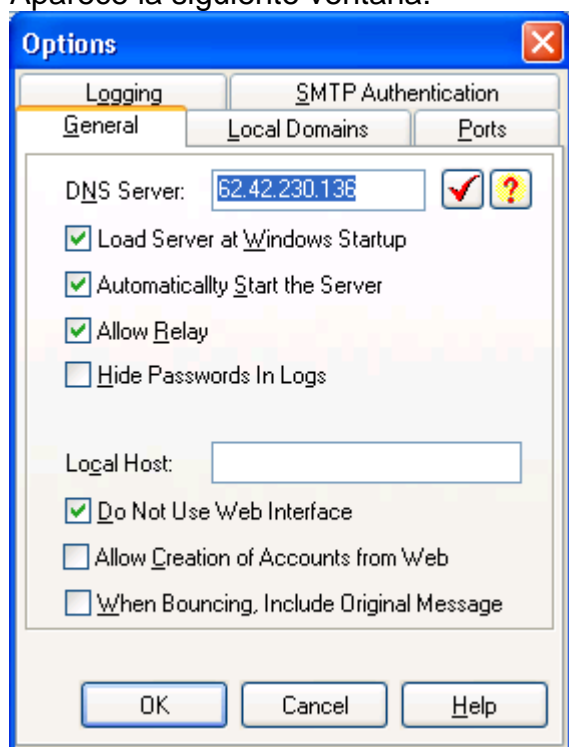 Aparece la siguiente ventana:
Options
Logging
SMTP Authentication
General
Local Domains
Ports
DNS Server:
62.42.230.136
Load Server at Windows Startup
Automaticallty Start the Server
Allow Relay
Hide Passwords In Logs
Local Host:
Do Not Use Web Interface
Allow Creation of Accounts from Web
When Bouncing, Include Original Message
OK
Cancel
Help